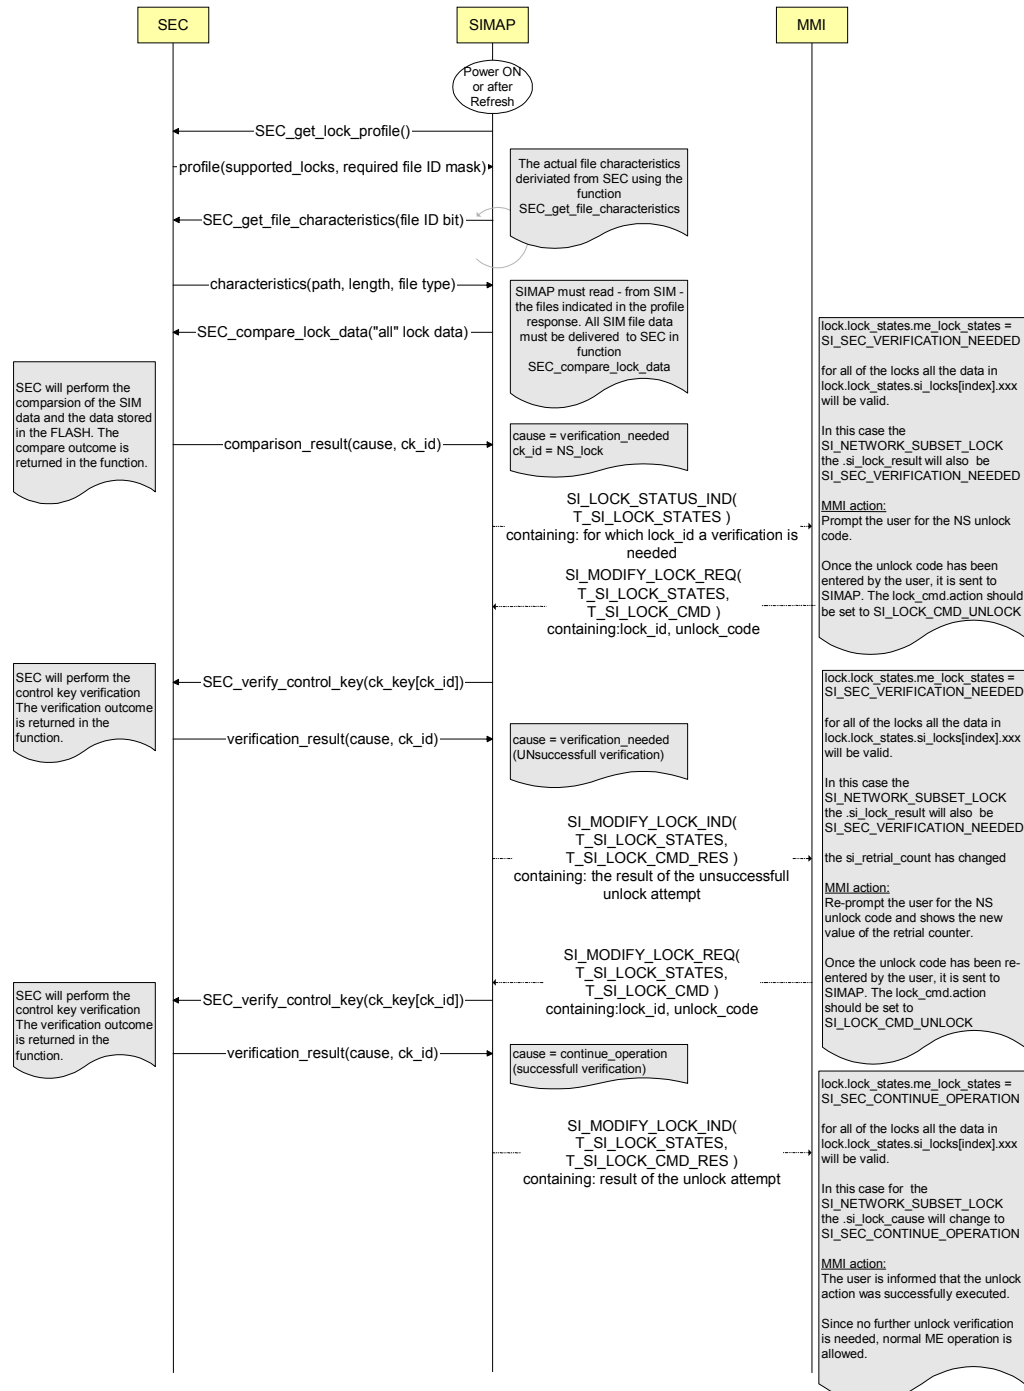 SEC
SIMAP
MMI
Power ON
or after
Refresh
SEC_get_lock_profile()
profile(supported_locks, required file ID mask)
The actual file characteristics
deriviated from SEC using the
function
SEC_get_file_characteristics
SEC_get_file_characteristics(file ID bit)
characteristics(path, length, file type)
SIMAP must read - from SIM -
the files indicated in the profile
response. All SIM file data
must be delivered to SEC in
function
SEC_compare_lock_data
SEC_compare_lock_data("all" lock data)
SEC will perform the
comparsion of the SIM
data and the data stored
in the FLASH. The
compare outcome is
returned in the function.
comparison_result(cause, ck_id)
cause = verification_needed
ck_id = NS_lock
lock.lock_states.me_lock_states =
SI_SEC_VERIFICATION_NEEDED
for all of the locks all the data in
lock.lock_states.si_locks[index].xxx
will be valid.
In this case the
SI_NETWORK_SUBSET_LOCK
the .si_lock_result will also be
SI_SEC_VERIFICATION_NEEDED
MMI action:
Prompt the user for the NS unlock
code.
Once the unlock code has been
entered by the user, it is sent to
SIMAP. The lock_cmd.action should
be set to SI_LOCK_CMD_UNLOCK
SI_LOCK_STATUS_IND(
T_SI_LOCK_STATES )
containing: for which lock_id a verification is
needed
SI_MODIFY_LOCK_REQ(
T_SI_LOCK_STATES,
T_SI_LOCK_CMD )
containing:lock_id, unlock_code
SEC will perform the
control key verification
The verification outcome
is returned in the
function.
SEC_verify_control_key(ck_key[ck_id])
verification_result(cause, ck_id)
cause = verification_needed
(UNsuccessfull verification)
lock.lock_states.me_lock_states =
SI_SEC_VERIFICATION_NEEDED
for all of the locks all the data in
lock.lock_states.si_locks[index].xxx
will be valid.
In this case the
SI_NETWORK_SUBSET_LOCK
the .si_lock_result will also be
SI_SEC_VERIFICATION_NEEDED
the si_retrial_count has changed
MMI action:
Re-prompt the user for the NS
unlock code and shows the new
value of the retrial counter.
Once the unlock code has been re-
entered by the user, it is sent to
SIMAP. The lock_cmd.action
should be set to
SI_LOCK_CMD_UNLOCK
SI_MODIFY_LOCK_IND(
T_SI_LOCK_STATES,
T_SI_LOCK_CMD_RES )
containing: the result of the unsuccessfull
unlock attempt
SI_MODIFY_LOCK_REQ(
T_SI_LOCK_STATES,
T_SI_LOCK_CMD )
containing:lock_id, unlock_code
SEC will perform the
control key verification
The verification outcome
is returned in the
function.
SEC_verify_control_key(ck_key[ck_id])
verification_result(cause, ck_id)
cause = continue_operation
(successfull verification)
lock.lock_states.me_lock_states =
SI_SEC_CONTINUE_OPERATION
for all of the locks all the data in
lock.lock_states.si_locks[index].xxx
will be valid.
In this case for the
SI_NETWORK_SUBSET_LOCK
the .si_lock_cause will change to
SI_SEC_CONTINUE_OPERATION
MMI action:
The user is informed that the unlock
action was successfully executed.
Since no further unlock verification
is needed, normal ME operation is
allowed.
SI_MODIFY_LOCK_IND(
T_SI_LOCK_STATES,
T_SI_LOCK_CMD_RES )
containing: result of the unlock attempt